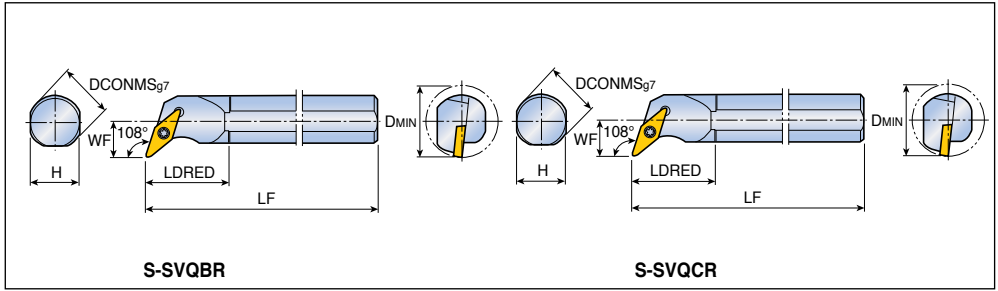 DCONMSg7
WF
108°
H
LDRED
LF
DMIN
S-SVQBR
DCONMSg7
WF
108°
H
LDRED
LF
DMIN
S-SVQCR